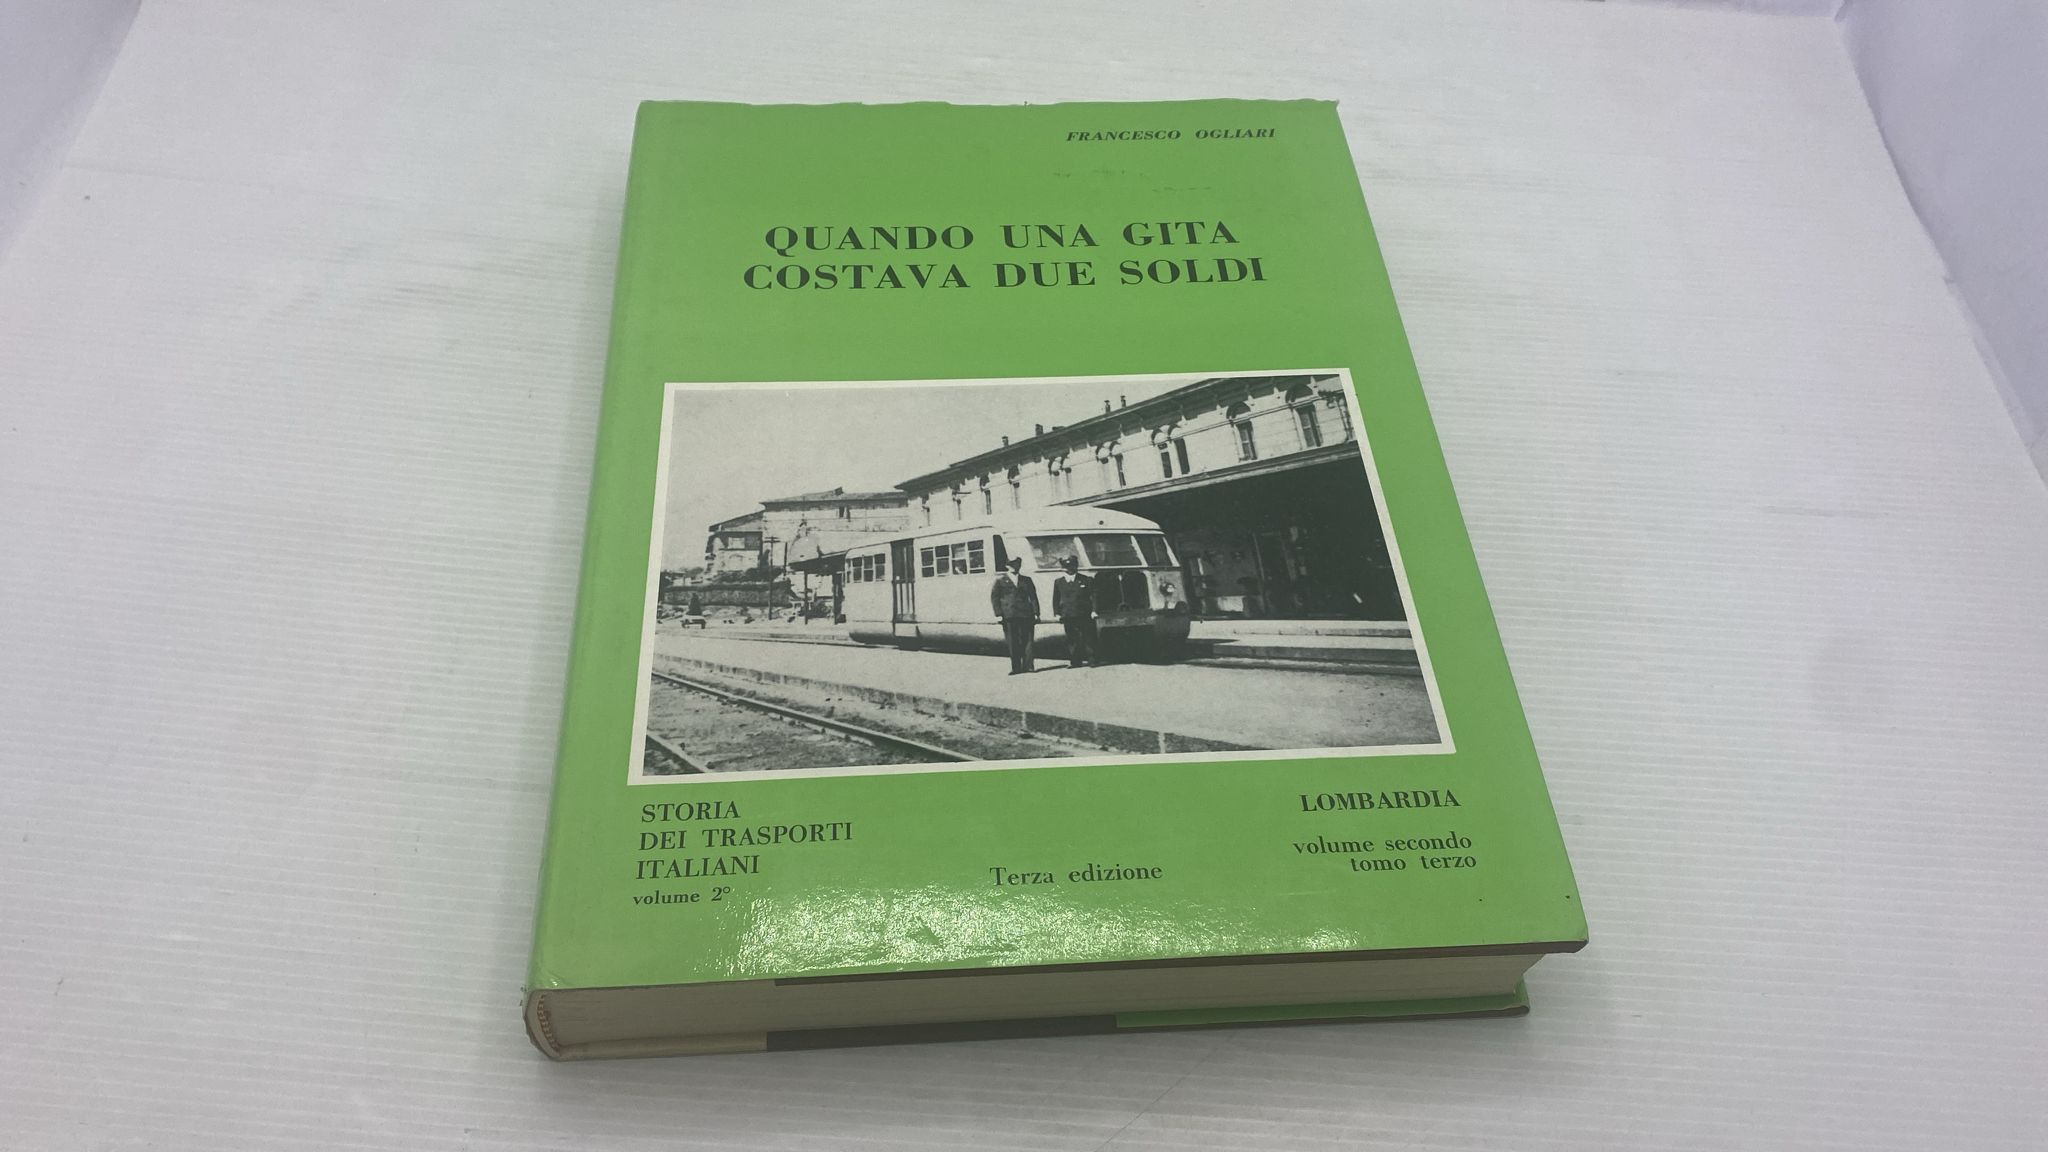 FRANCESCO OGLIARI
QUANDO UNA GITA
COSTAVA DUE SOLDI
STORIA
DEI TRASPORTI
ITALIANI
volume 2°
Terza edizione
LOMBARDIA
volume secondo
tomo terzo